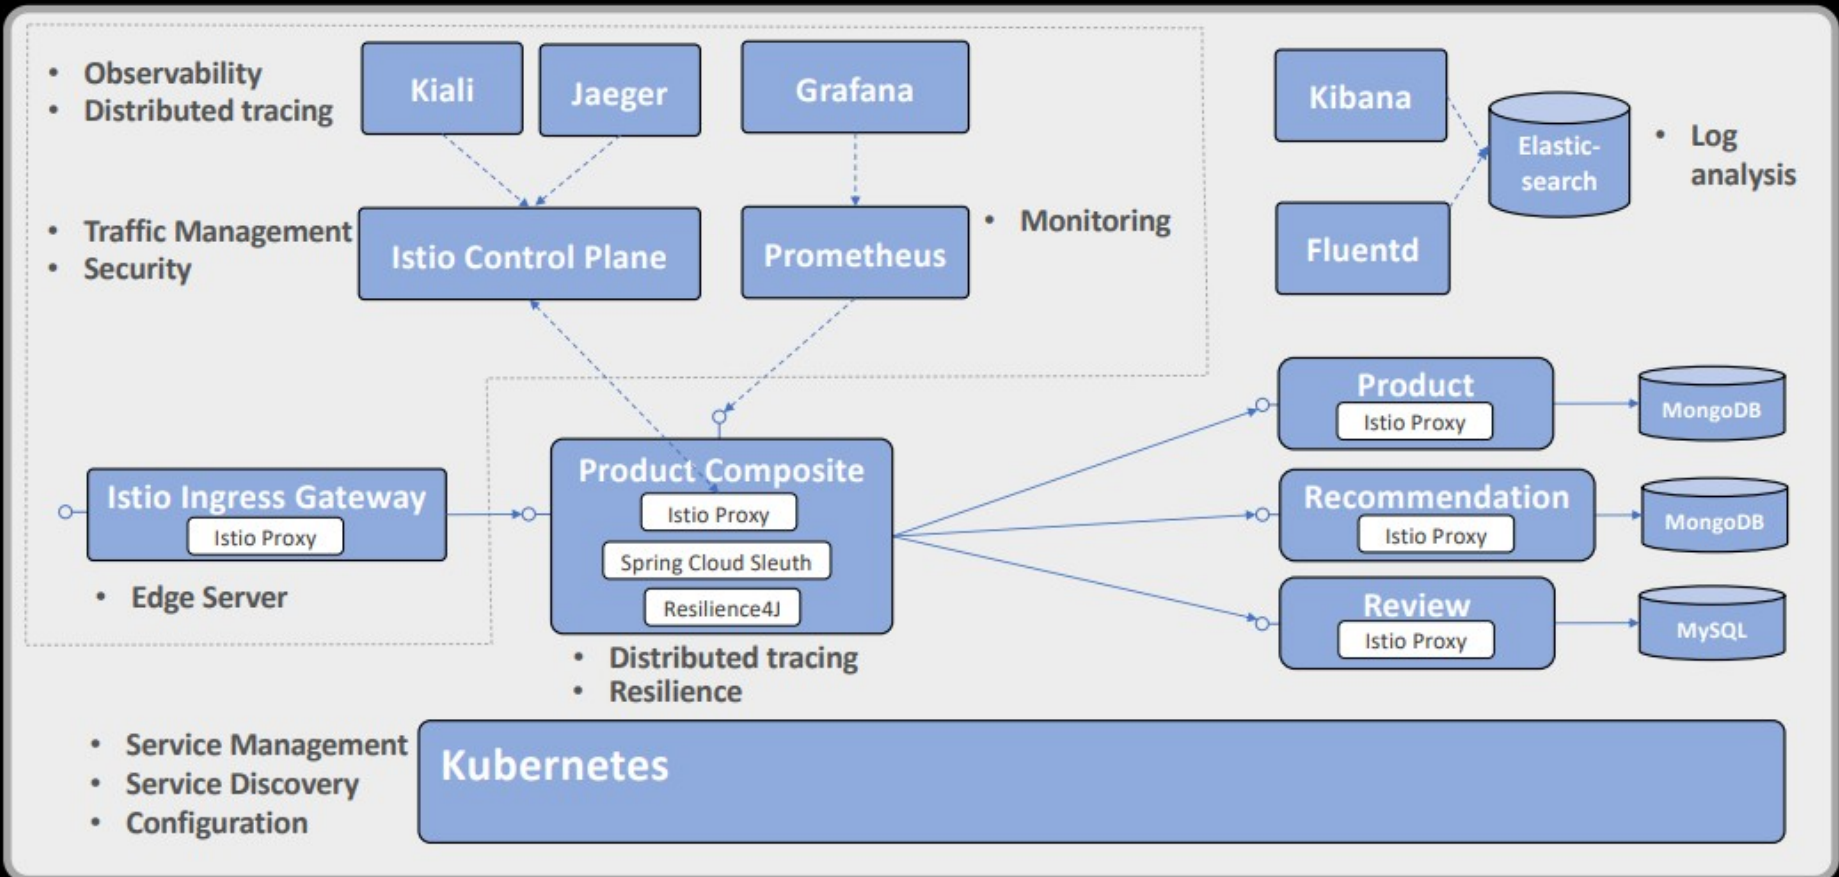 • Observability
• Distributed tracing
Kiali
Jaeger
Grafana
Kibana
Elastic-
search
• Log
analysis
• Traffic Management
• Security
Istio Control Plane
Prometheus
• Monitoring
Fluentd
Istio Ingress Gateway
Istio Proxy
• Edge Server
Product Composite
Istio Proxy
Spring Cloud Sleuth
Resilience4J
• Distributed tracing
• Resilience
Product
Istio Proxy
MongoDB
Recommendation
Istio Proxy
MongoDB
Review
Istio Proxy
MySQL
• Service Management
• Service Discovery
• Configuration
Kubernetes